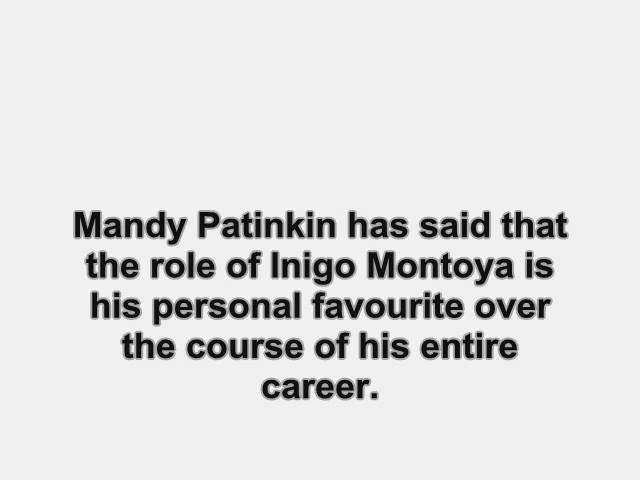 Mandy Patinkin has said that
the role of Inigo Montoya is
his personal favourite over
the course of his entire
career.